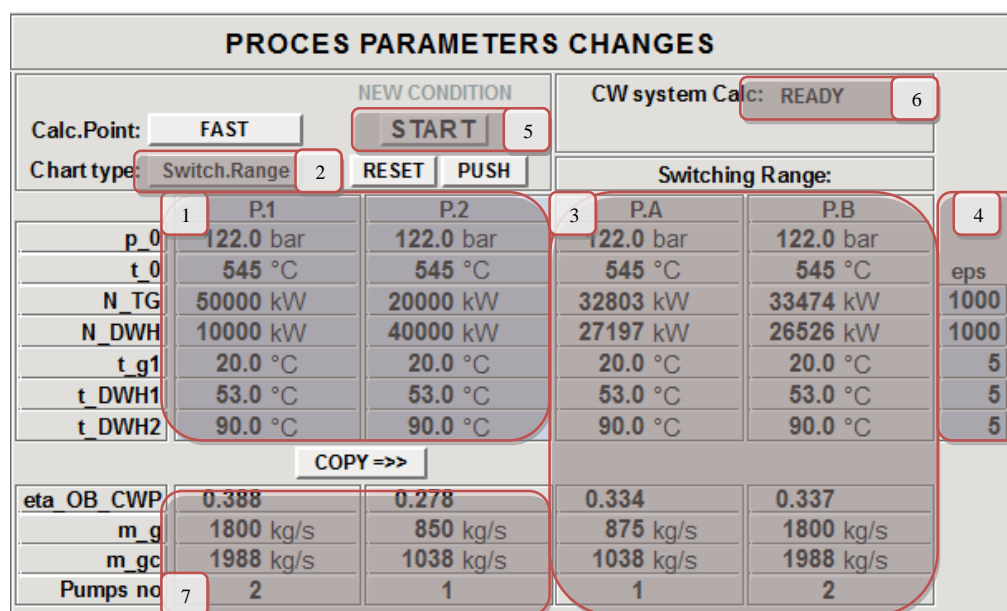 PROCES PARAMETERS CHANGES
NEW CONDITION CW system Calc: READY 6
Calc.Point: FAST START 5
Chart type: Switch.Range 2 RESET PUSH Switching Range:
1 P.1 P.2 3 P.A P.B 4
p_0 122.0 bar 122.0 bar 122.0 bar 122.0 bar
t_0 545 °C 545 °C 545 °C 545 °C eps
N_TG 50000 kW 20000 kW 32803 kW 33474 kW 1000
N_DWH 10000 kW 40000 kW 27197 kW 26526 kW 1000
t_g1 20.0 °C 20.0 °C 20.0 °C 20.0 °C 5
t_DWH1 53.0 °C 53.0 °C 53.0 °C 53.0 °C 5
t_DWH2 90.0 °C 90.0 °C 90.0 °C 90.0 °C 5
COPY =>>
eta_OB_CWP 0.388 0.278 0.334 0.337
m_g 1800 kg/s 850 kg/s 875 kg/s 1800 kg/s
m_gc 1988 kg/s 1038 kg/s 1038 kg/s 1988 kg/s
Pumps no 7 2 1 1 2